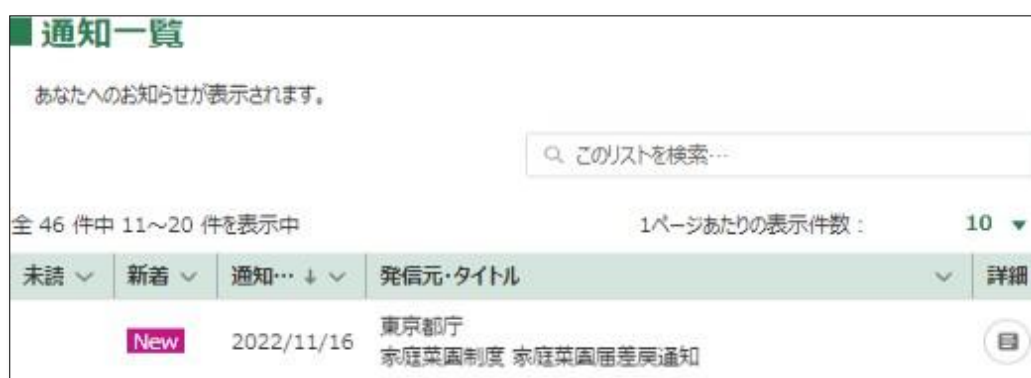 通知一覧
あなたへのお知らせが表示されます。
このリストを検索…
全 46 件中 11～20 件を表示中 1ページあたりの表示件数： 10
未読 新着 通知… ↓ 発信元・タイトル 詳細
New 2022/11/16 東京都庁
家庭菜園制度 家庭菜園届差戻通知